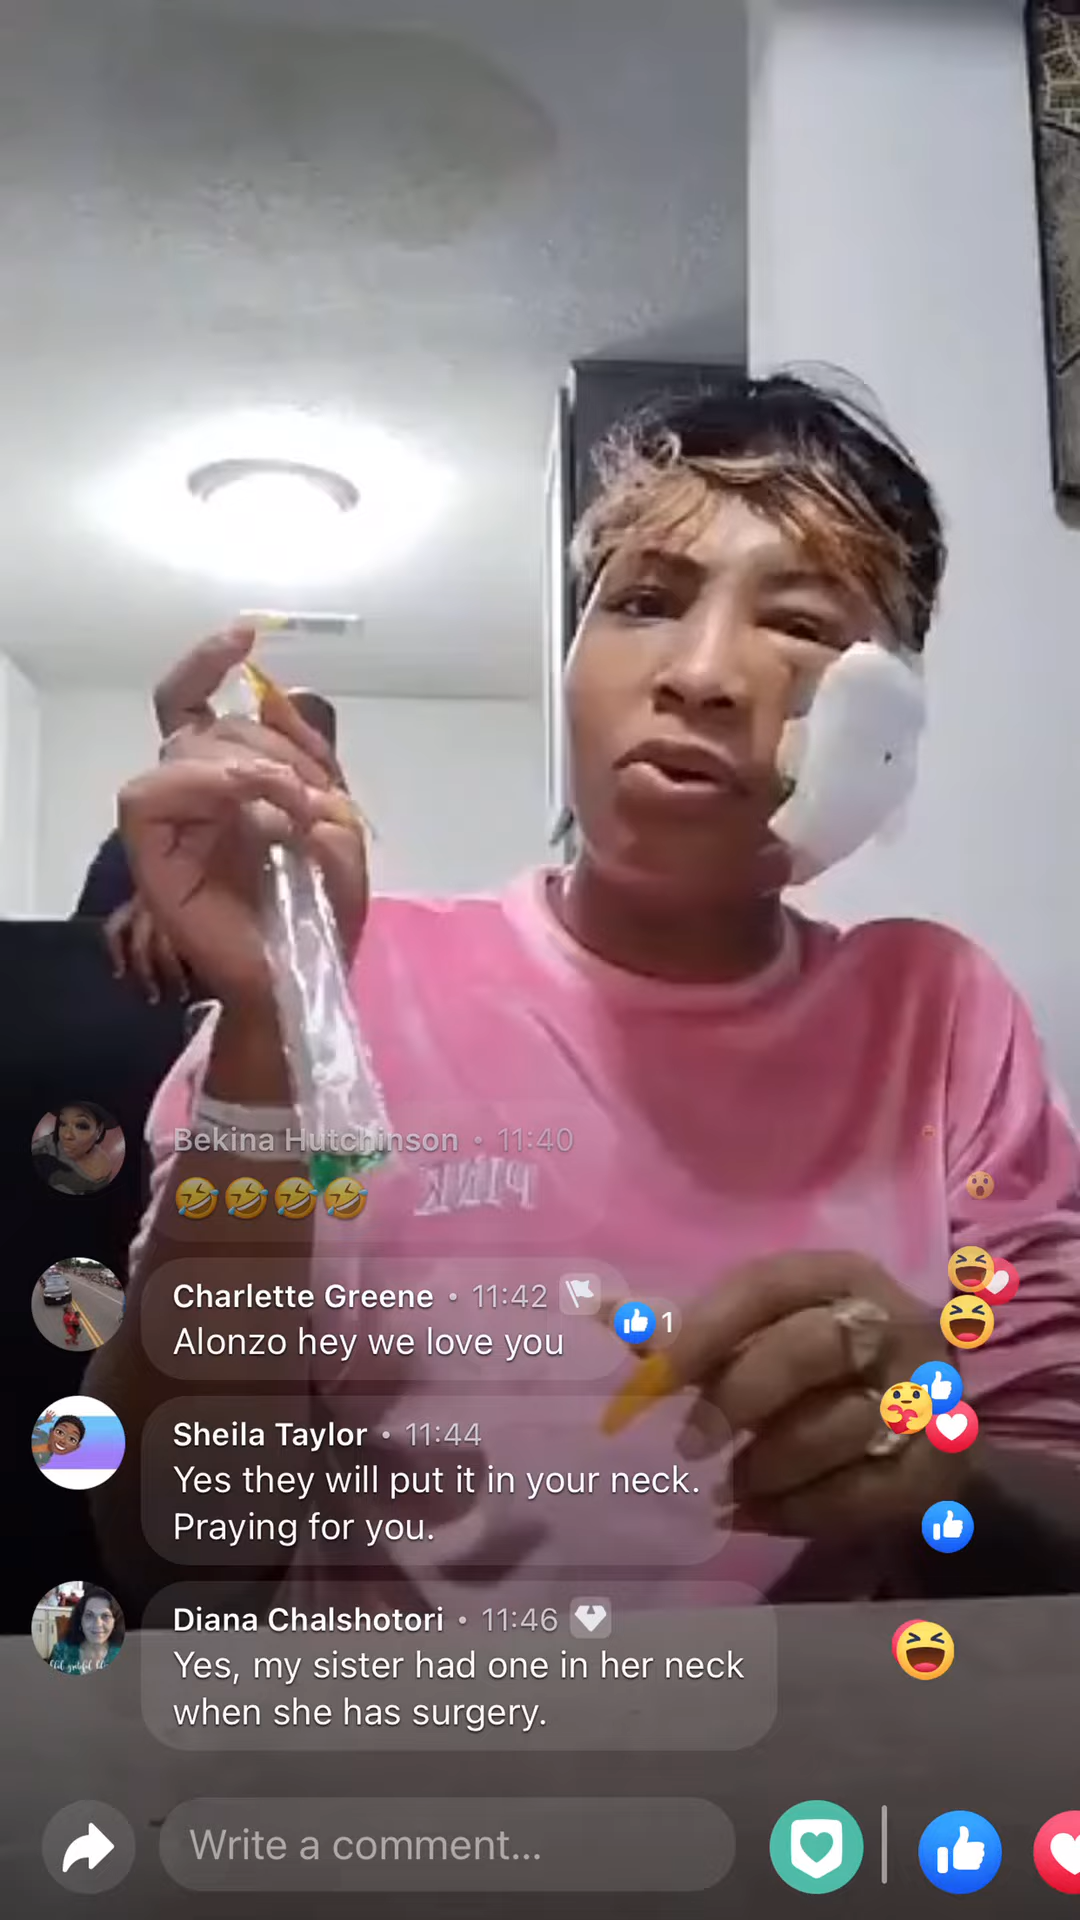 PINK
Bekina Hutchinson • 11:40
🤣🤣🤣🤣
Charlette Greene • 11:42
Alonzo hey we love you
1
Sheila Taylor • 11:44
Yes they will put it in your neck.
Praying for you.
Diana Chalshotori • 11:46
Yes, my sister had one in her neck
when she has surgery.
Write a comment...